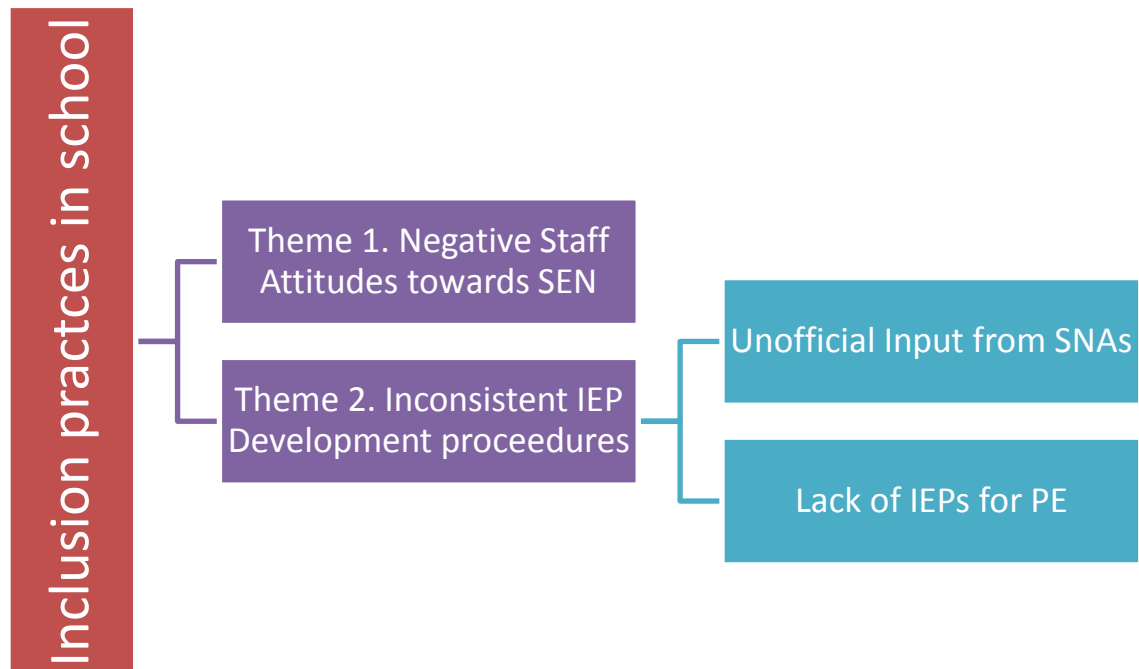 Inclusion practces in school
Theme 1. Negative Staff
Attitudes towards SEN
Theme 2. Inconsistent IEP
Development proceedures
Unofficial Input from SNAs
Lack of IEPs for PE